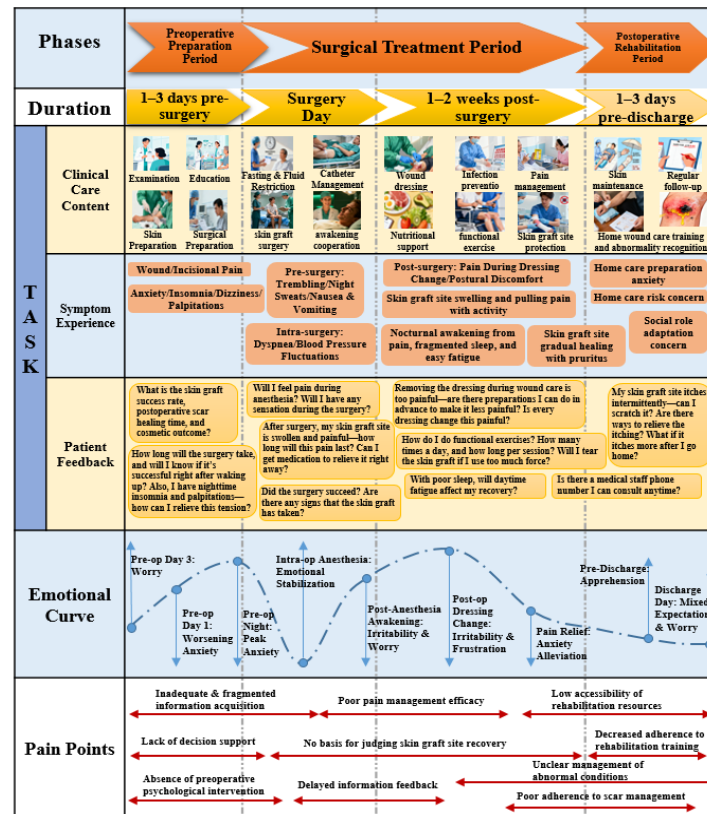 Phases
Preoperative
Preparation
Period
Surgical Treatment Period
Postoperative
Rehabilitation
Period
Duration
1–3 days pre-
surgery
Surgery
Day
1–2 weeks post-
surgery
1–3 days
pre-discharge
TASK
Clinical
Care
Content
Examination
Education
Fasting & Fluid
Restriction
Catheter
Management
Wound
dressing
Infection
preventio
Pain
management
Skin
maintenance
Regular
follow-up
Skin
Preparation
Surgical
Preparation
skin graft
surgery
awakening
cooperation
Nutritional
support
functional
exercise
Skin graft site
protection
Home wound care training
and abnormality recognition
Symptom
Experience
Wound/Incisional Pain
Anxiety/Insomnia/Dizziness/
Palpitations
Pre-surgery:
Trembling/Night
Sweats/Nausea &
Vomiting
Intra-surgery:
Dyspnea/Blood Pressure
Fluctuations
Post-surgery: Pain During Dressing
Change/Postural Discomfort
Skin graft site swelling and pulling pain
with activity
Nocturnal awakening from
pain, fragmented sleep, and
easy fatigue
Skin graft site
gradual healing
with pruritus
Home care preparation
anxiety
Home care risk concern
Social role
adaptation
concern
Patient
Feedback
What is the skin graft
success rate,
postoperative scar
healing time, and
cosmetic outcome?
How long will the surgery take,
and will I know if it's
successful right after waking
up? Also, I have nighttime
insomnia and palpitations—
how can I relieve this tension?
Will I feel pain during
anesthesia? Will I have any
sensation during the surgery?
After surgery, my skin graft site
is swollen and painful—how
long will this pain last? Can I
get medication to relieve it right
away?
Did the surgery succeed? Are
there any signs that the skin graft
has taken?
Removing the dressing during wound care is
too painful—are there preparations I can do in
advance to make it less painful? Is every
dressing change this painful?
How do I do functional exercises? How many
times a day, and how long per session? Will I tear
the skin graft if I use too much force?
With poor sleep, will daytime
fatigue affect my recovery?
My skin graft site itches
intermittently—can I
scratch it? Are there
ways to relieve the
itching? What if it
itches more after I go
home?
Is there a medical staff phone
number I can consult anytime?
Emotional
Curve
Pre-op Day 3:
Worry
Pre-op
Day 1:
Worsening
Anxiety
Pre-op
Night:
Peak
Anxiety
Intra-op Anesthesia:
Emotional
Stabilization
Post-Anesthesia
Awakening:
Irritability &
Worry
Post-op
Dressing
Change:
Irritability &
Frustration
Pain Relief:
Anxiety
Alleviation
Pre-Discharge:
Apprehension
Discharge
Day: Mixed
Expectation
& Worry
Pain Points
Inadequate & fragmented
information acquisition
Poor pain management efficacy
Low accessibility of
rehabilitation resources
Lack of decision support
No basis for judging skin graft site recovery
Decreased adherence to
rehabilitation training
Absence of preoperative
psychological intervention
Delayed information feedback
Unclear management of
abnormal conditions
Poor adherence to scar management